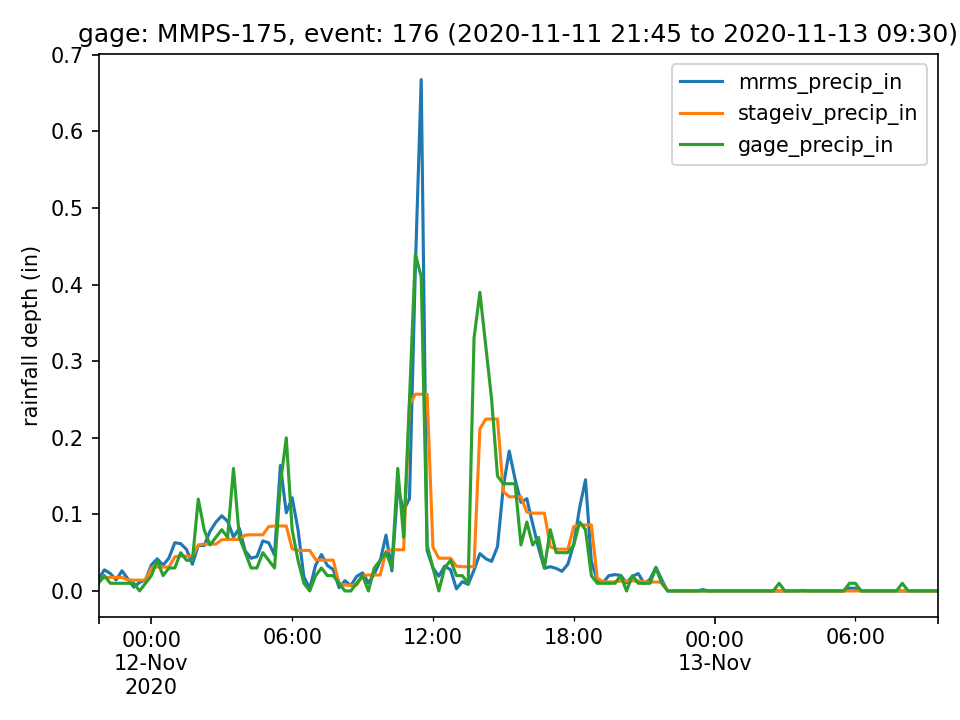 gage: MMPS-175, event: 176 (2020-11-11 21:45 to 2020-11-13 09:30)
mrms_precip_in
stageiv_precip_in
gage_precip_in
rainfall depth (in)
0.7
0.6
0.5
0.4
0.3
0.2
0.1
0.0
00:00 06:00 12:00 18:00 00:00 06:00
12-Nov 13-Nov
2020